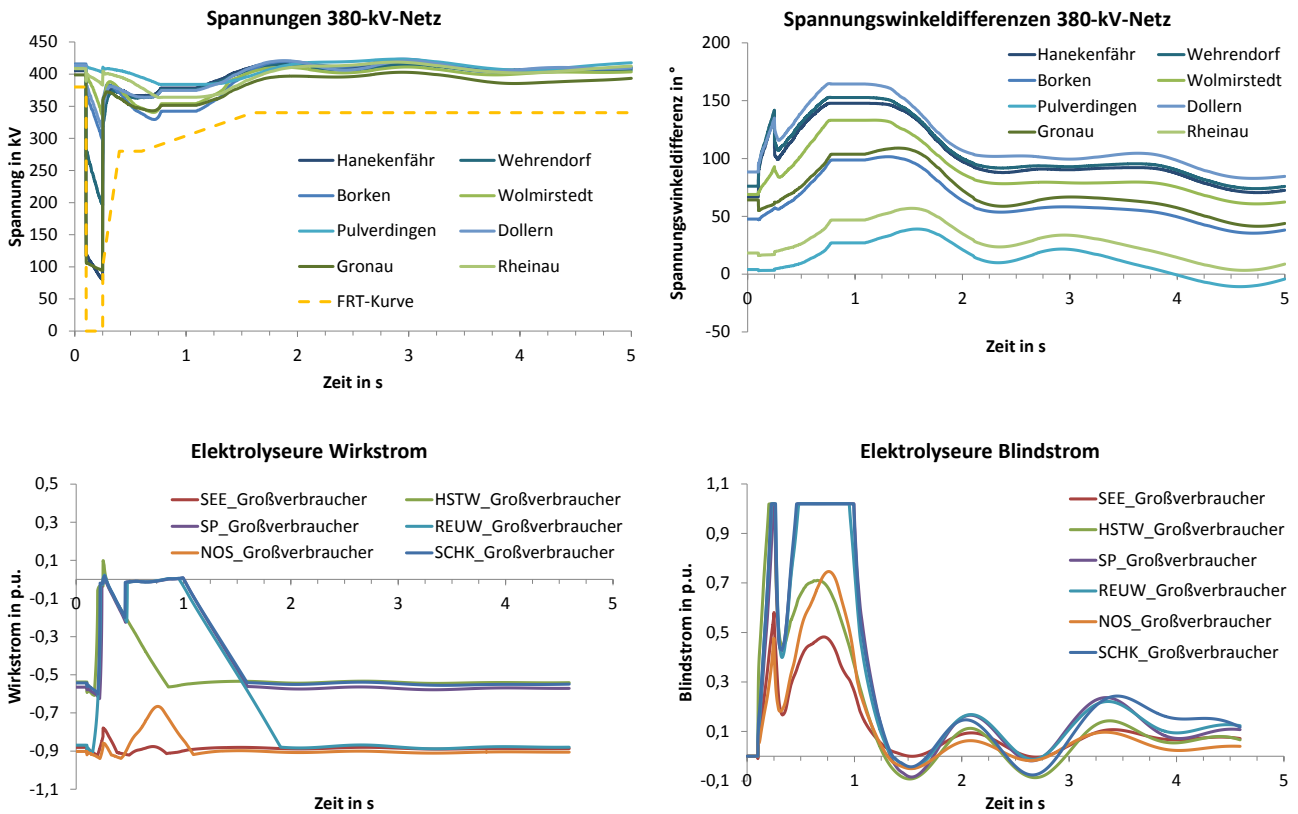 Spannungen 380-kV-Netz
450
400
350
300
250
200
150
100
50
0
Spannung in kV
Hanekenfähr
Wehrendorf
Borken
Wolmirstedt
Pulverdingen
Dollern
Gronau
Rheinau
FRT-Kurve
0 1 2 3 4 5
Zeit in s
Spannungswinkeldifferenzen 380-kV-Netz
200
150
100
50
0
-50
Spannungswinkeldifferenz in °
Hanekenfähr
Wehrendorf
Borken
Wolmirstedt
Pulverdingen
Dollern
Gronau
Rheinau
0 1 2 3 4 5
Zeit in s
Elektrolyseure Wirkstrom
0,5
0,3
0,1
-0,1
-0,3
-0,5
-0,7
-0,9
-1,1
Wirkstrom in p.u.
SEE_Großverbraucher
HSTW_Großverbraucher
SP_Großverbraucher
REUW_Großverbraucher
NOS_Großverbraucher
SCHK_Großverbraucher
0 1 2 3 4 5
Zeit in s
Elektrolyseure Blindstrom
1,1
0,9
0,7
0,5
0,3
0,1
-0,1
Blindstrom in p.u.
SEE_Großverbraucher
HSTW_Großverbraucher
SP_Großverbraucher
REUW_Großverbraucher
NOS_Großverbraucher
SCHK_Großverbraucher
0 1 2 3 4 5
Zeit in s